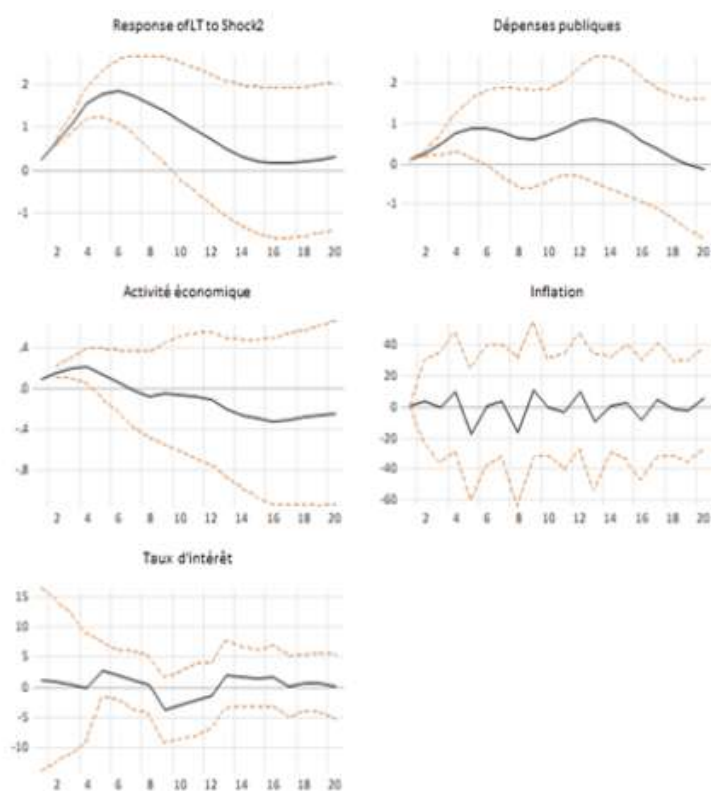 Response of LT to Shock2
Dépenses publiques
2
1
0
-1
2 4 6 8 10 12 14 16 18 20
2
1
0
-1
2 4 6 8 10 12 14 16 18 20
Activité économique
Inflation
.4
.0
-.4
-.8
2 4 6 8 10 12 14 16 18 20
40
20
0
-20
-40
-60
2 4 6 8 10 12 14 16 18 20
Taux d'intérêt
15
10
5
0
-5
-10
2 4 6 8 10 12 14 16 18 20